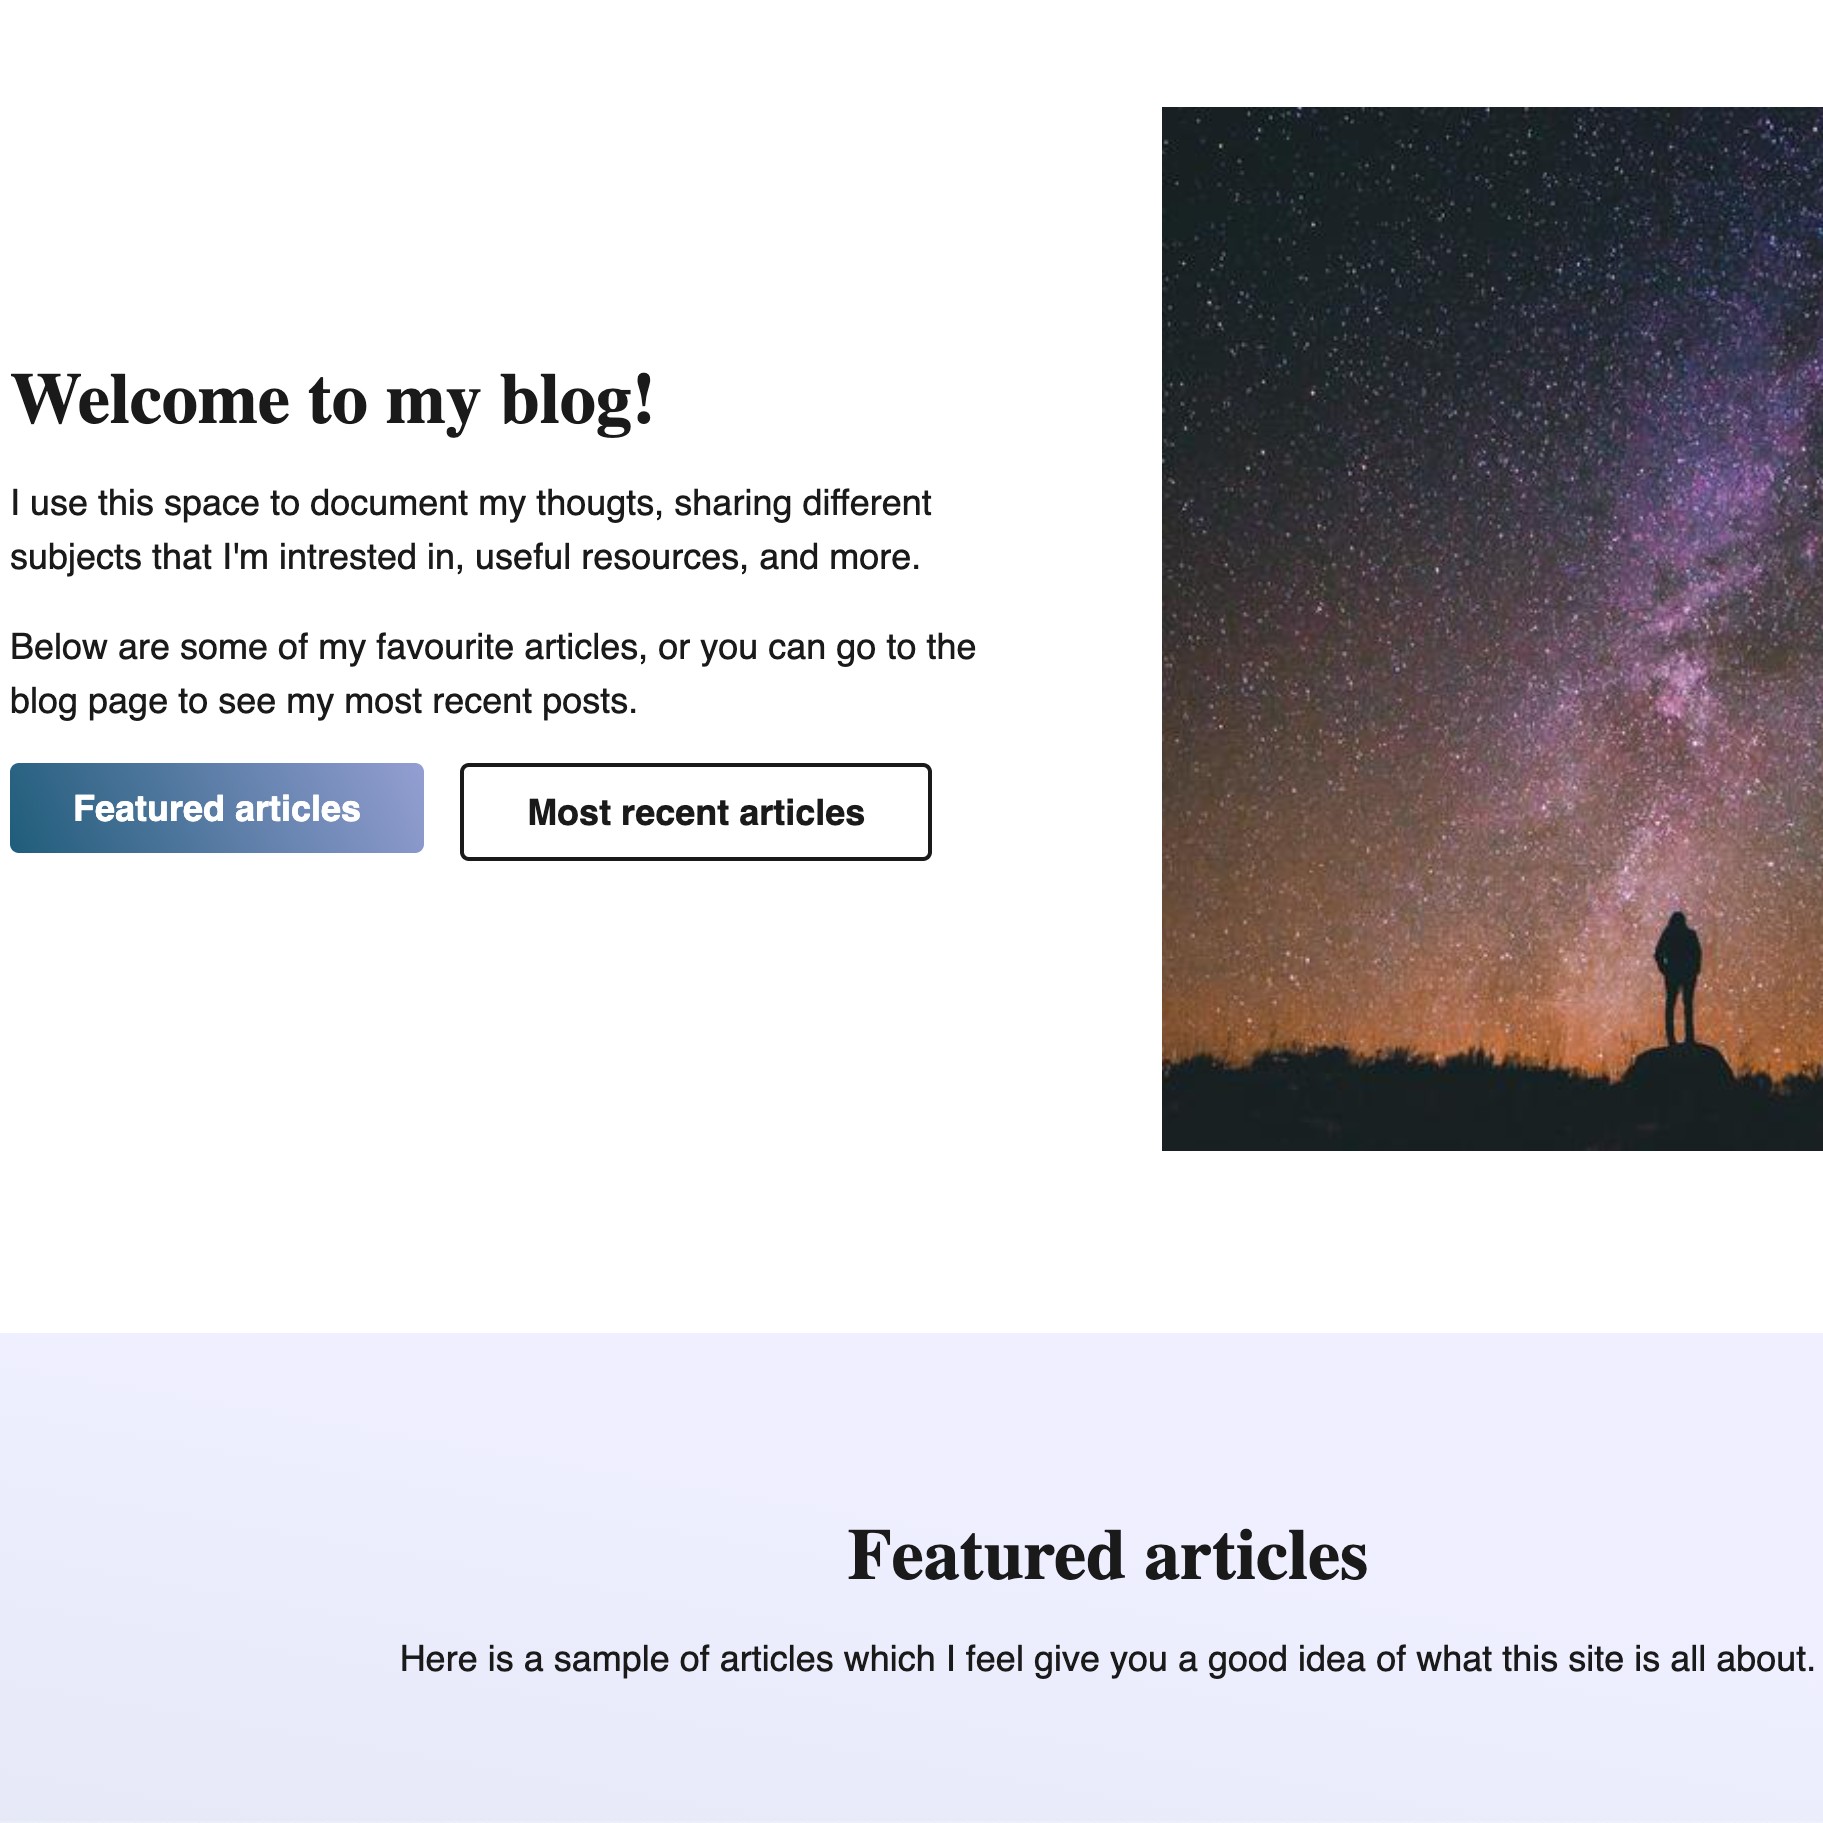 Welcome to my blog!
I use this space to document my thougts, sharing different
subjects that I'm intrested in, useful resources, and more.
Below are some of my favourite articles, or you can go to the
blog page to see my most recent posts.
Featured articles
Most recent articles
Featured articles
Here is a sample of articles which I feel give you a good idea of what this site is all about.